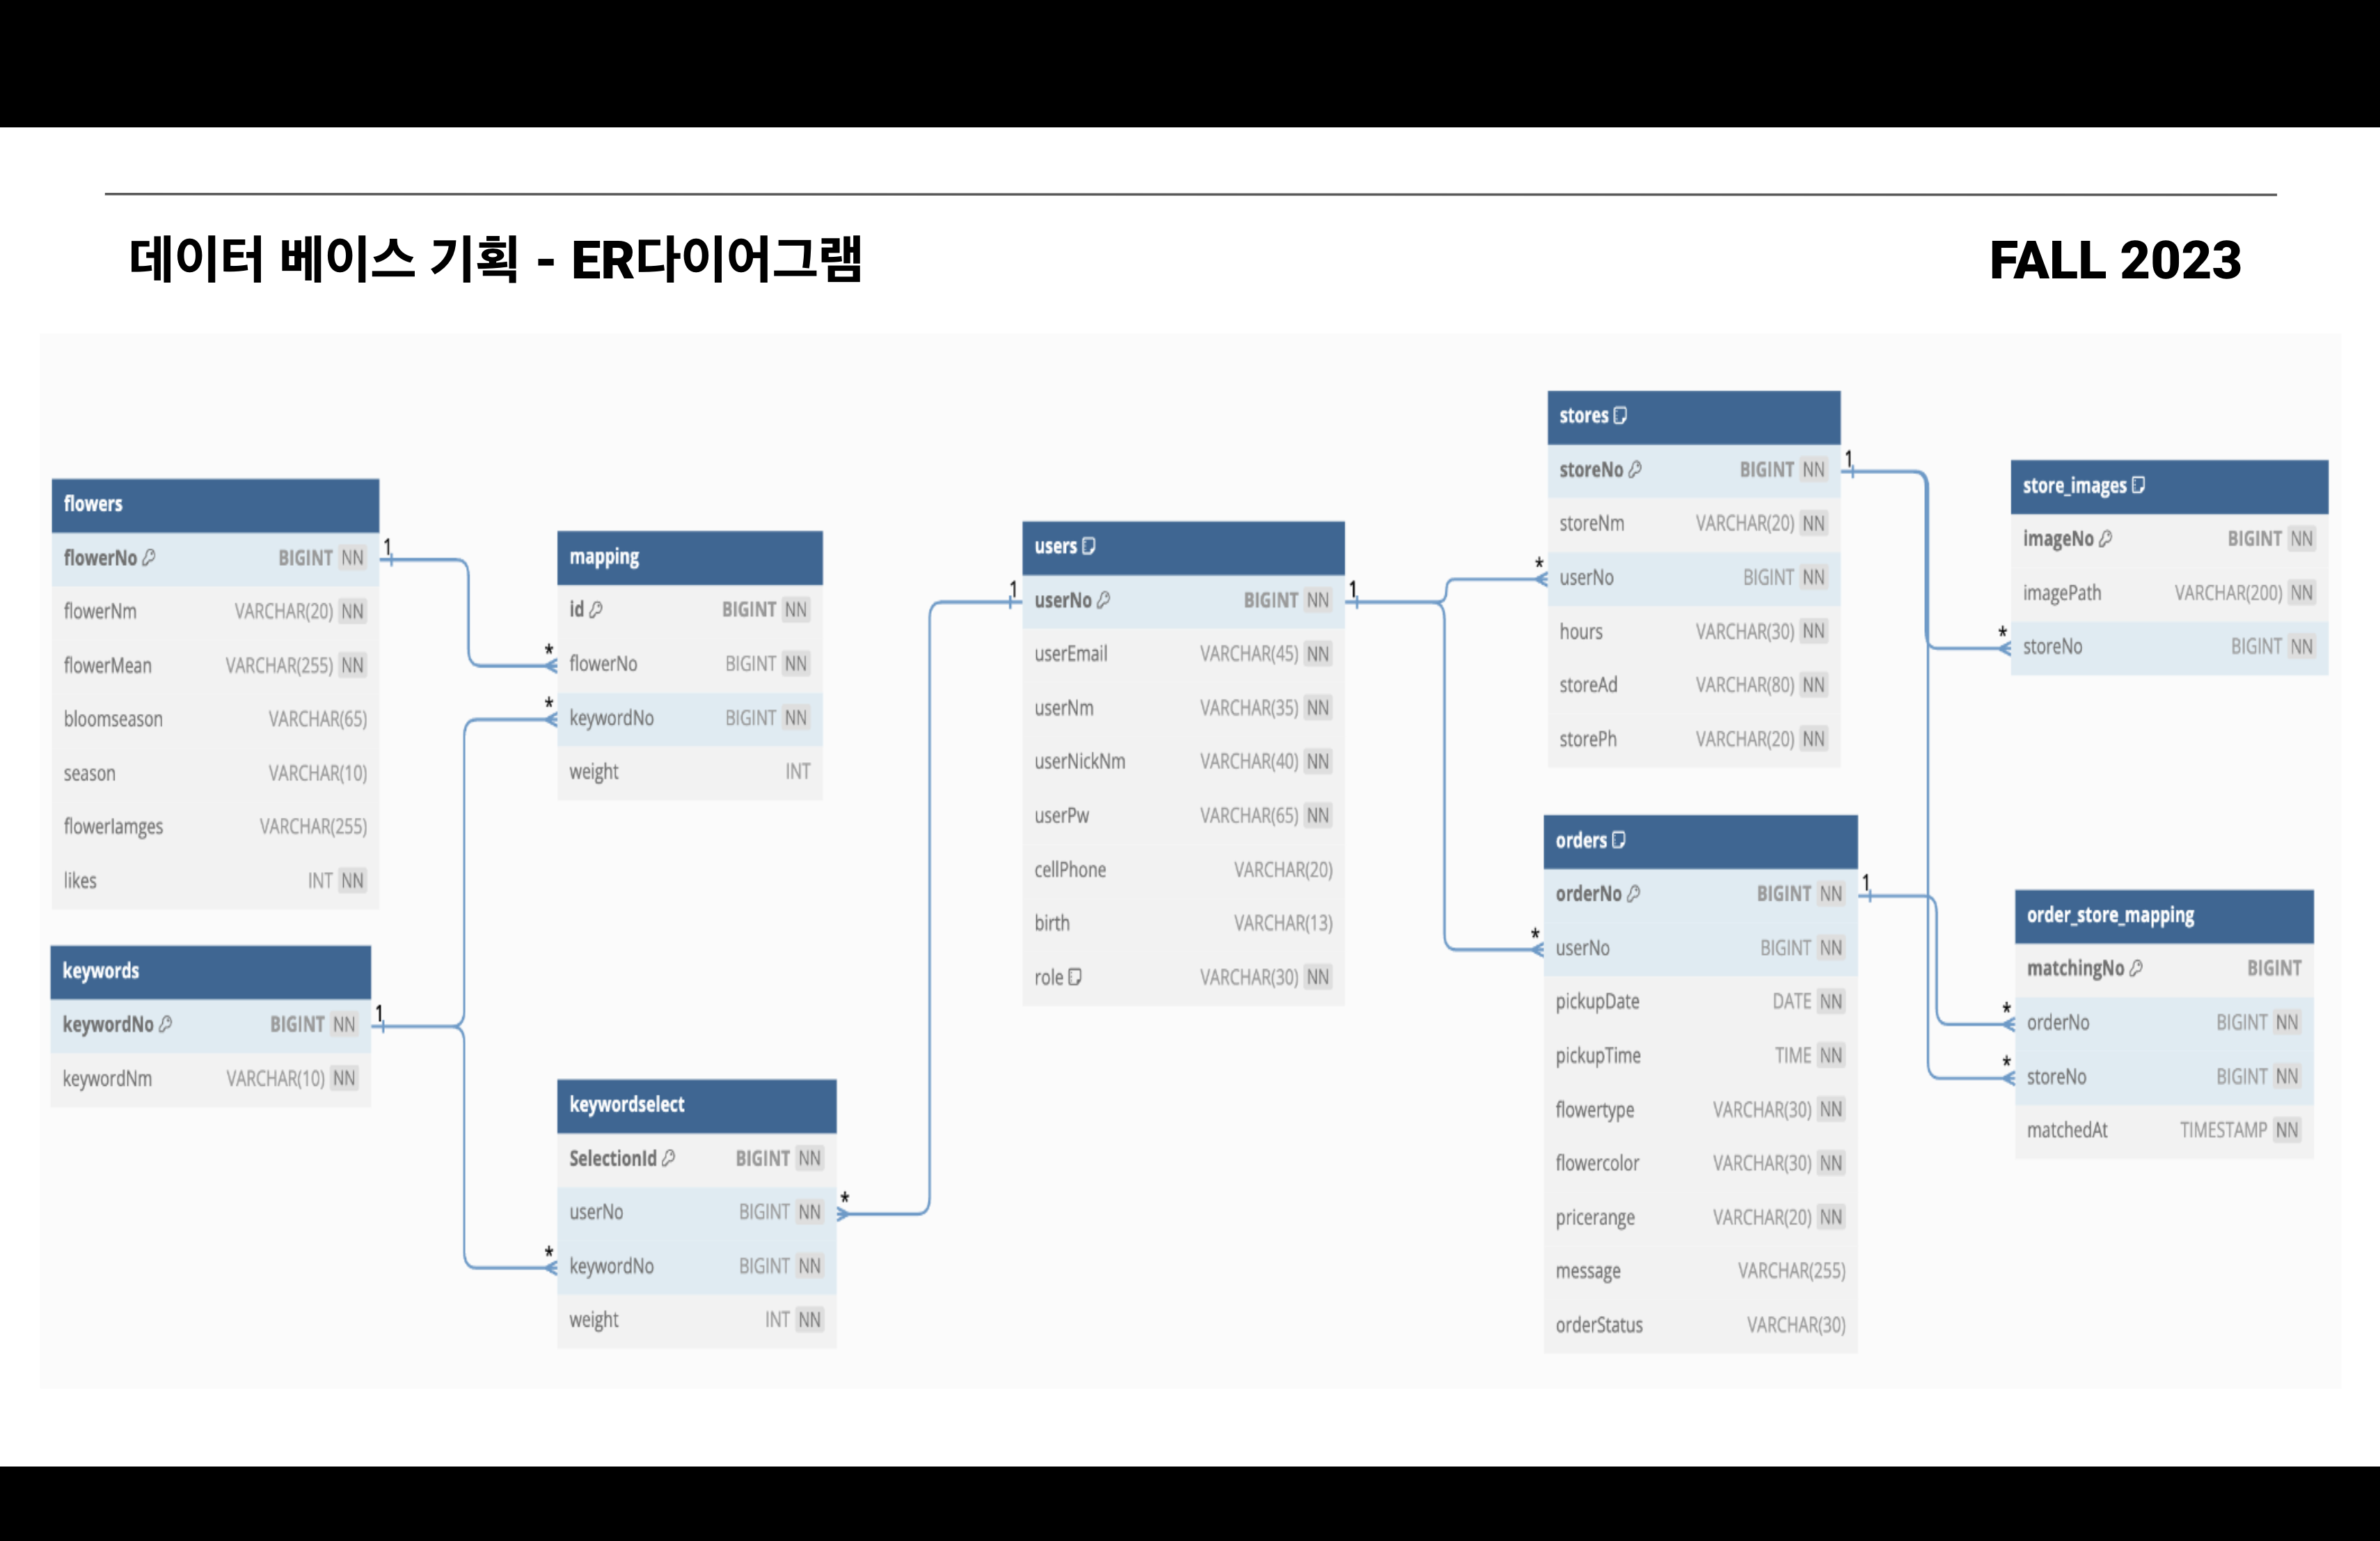 데이터 베이스 기획 - ER다이어그램
FALL 2023
flowers
flowerNo BIGINT NN
flowerNm VARCHAR(20) NN
flowerMean VARCHAR(255) NN
bloomseason VARCHAR(65)
season VARCHAR(10)
flowerIamges VARCHAR(255)
likes INT NN
1
keywords
keywordNo BIGINT NN
keywordNm VARCHAR(10) NN
1
mapping
id BIGINT NN
* flowerNo BIGINT NN
* keywordNo BIGINT NN
weight INT
keywordselect
SelectionId BIGINT NN
userNo BIGINT NN *
* keywordNo BIGINT NN
weight INT NN
users
1 userNo BIGINT NN 1
userEmail VARCHAR(45) NN
userNm VARCHAR(35) NN
userNickNm VARCHAR(40) NN
userPw VARCHAR(65) NN
cellPhone VARCHAR(20)
birth VARCHAR(13)
role VARCHAR(30) NN
stores
storeNo BIGINT NN 1
storeNm VARCHAR(20) NN
* userNo BIGINT NN
hours VARCHAR(30) NN
storeAd VARCHAR(80) NN
storePh VARCHAR(20) NN
orders
orderNo BIGINT NN 1
* userNo BIGINT NN
pickupDate DATE NN
pickupTime TIME NN
flowertype VARCHAR(30) NN
flowercolor VARCHAR(30) NN
pricerange VARCHAR(20) NN
message VARCHAR(255)
orderStatus VARCHAR(30)
store_images
imageNo BIGINT NN
imagePath VARCHAR(200) NN
* storeNo BIGINT NN
order_store_mapping
matchingNo BIGINT
* orderNo BIGINT NN
* storeNo BIGINT NN
matchedAt TIMESTAMP NN